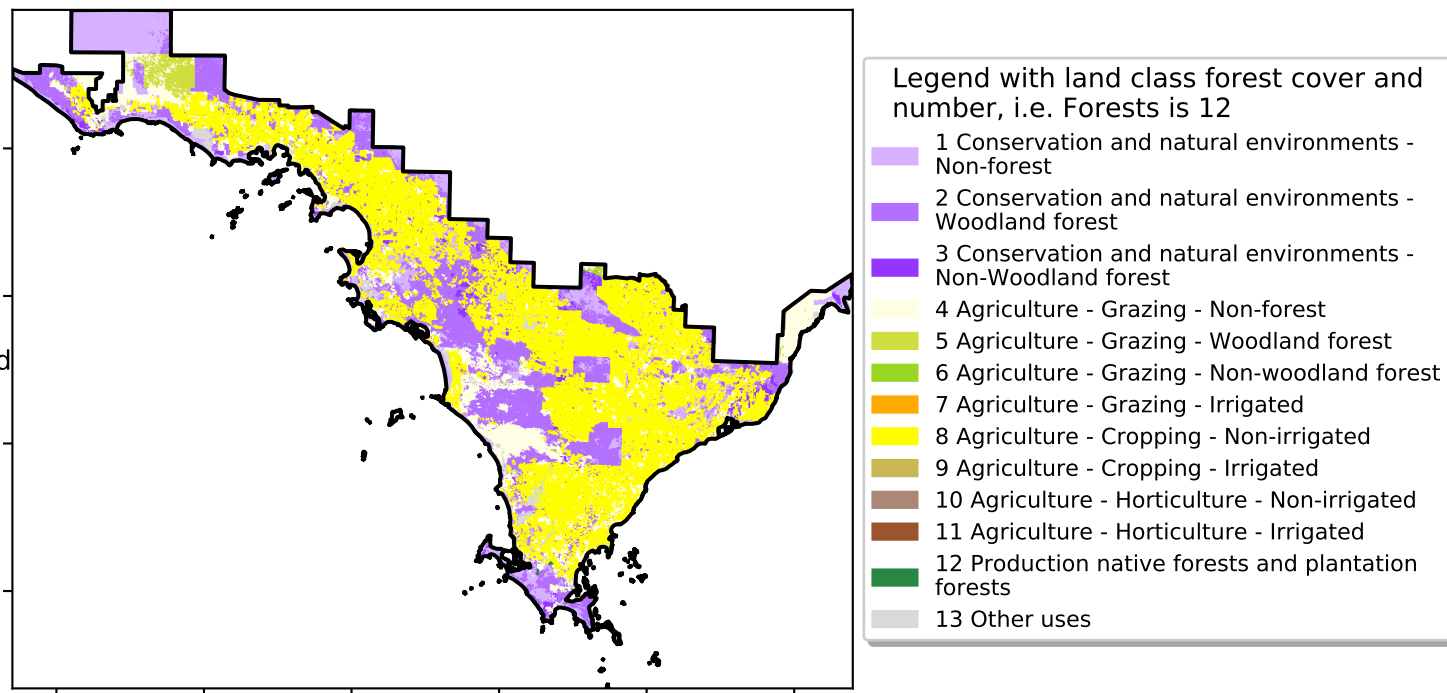 Legend with land class forest cover and
number, i.e. Forests is 12
1 Conservation and natural environments -
Non-forest
2 Conservation and natural environments -
Woodland forest
3 Conservation and natural environments -
Non-Woodland forest
4 Agriculture - Grazing - Non-forest
5 Agriculture - Grazing - Woodland forest
6 Agriculture - Grazing - Non-woodland forest
7 Agriculture - Grazing - Irrigated
8 Agriculture - Cropping - Non-irrigated
9 Agriculture - Cropping - Irrigated
10 Agriculture - Horticulture - Non-irrigated
11 Agriculture - Horticulture - Irrigated
12 Production native forests and plantation
forests
13 Other uses
d